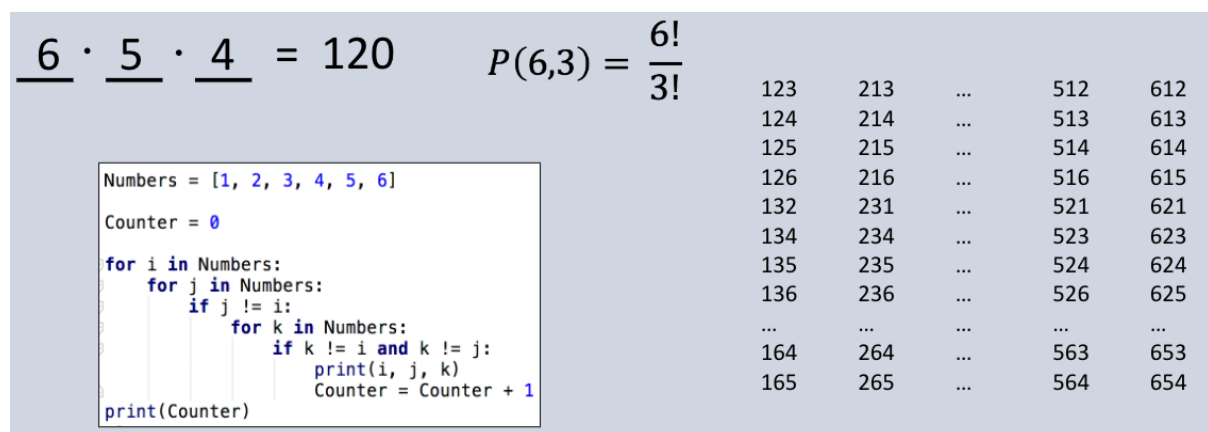 6 · 5 · 4 = 120
P(6,3) = 6!/3!
Numbers = [1, 2, 3, 4, 5, 6]
Counter = 0
for i in Numbers:
    for j in Numbers:
        if j != i:
            for k in Numbers:
                if k != i and k != j:
                    print(i, j, k)
                    Counter = Counter + 1
print(Counter)
123 213 ... 512 612
124 214 ... 513 613
125 215 ... 514 614
126 216 ... 516 615
132 231 ... 521 621
134 234 ... 523 623
135 235 ... 524 624
136 236 ... 526 625
... ... ... ... ...
164 264 ... 563 653
165 265 ... 564 654